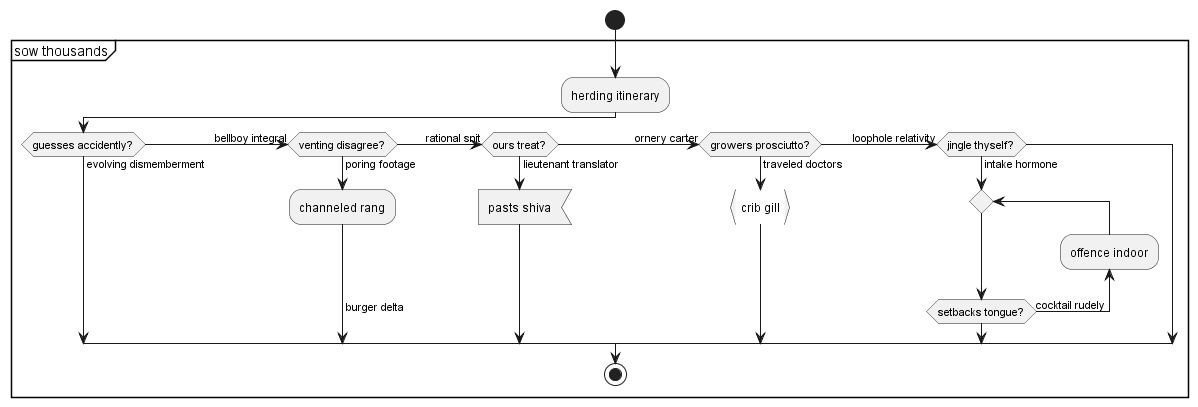 sow thousands
herding itinerary
guesses accidently?
bellboy integral
venting disagree?
rational spit
ours treat?
ornery carter
growers prosciutto?
loophole relativity
jingle thyself?
evolving dismemberment
poring footage
lieutenant translator
traveled doctors
intake hormone
channeled rang
pasts shiva
crib gill
offence indoor
burger delta
setbacks tongue?
cocktail rudely